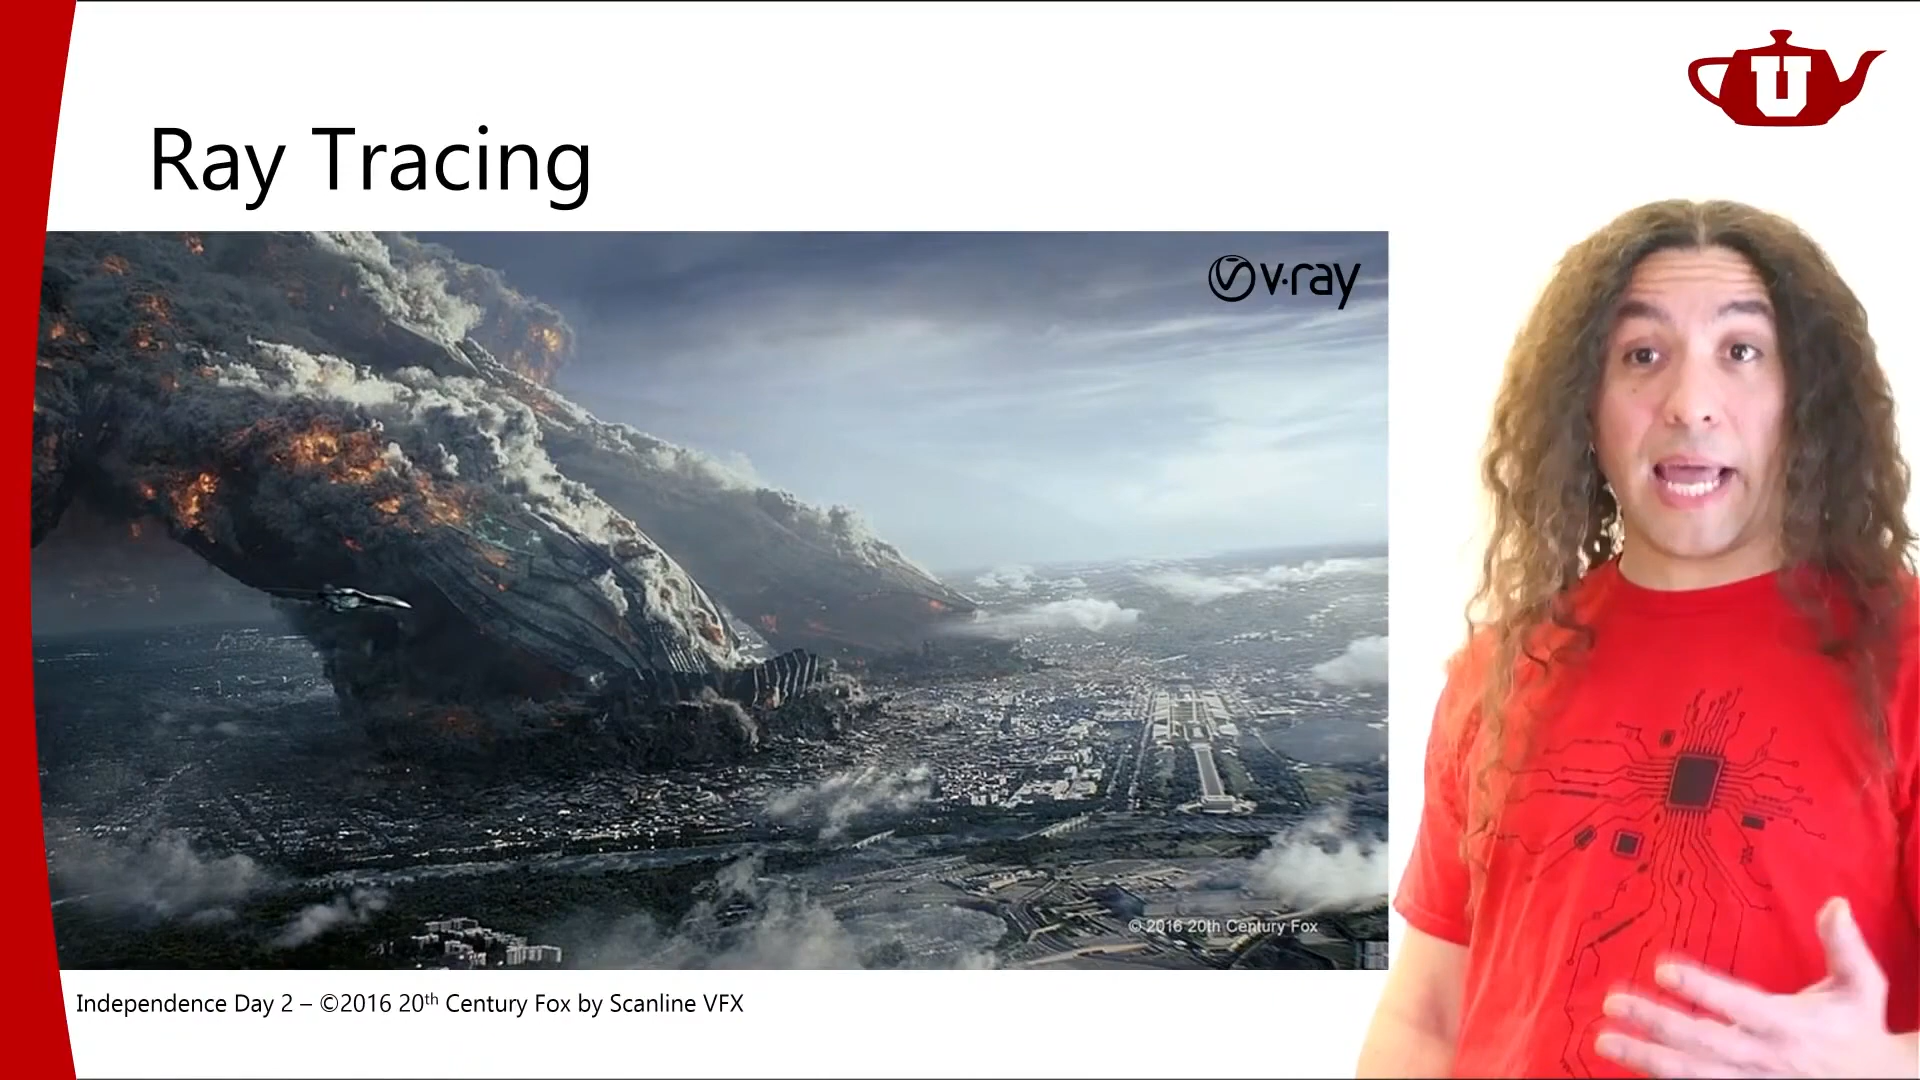 U
Ray Tracing
v·ray
© 2016 20th Century Fox
Independence Day 2 – ©2016 20th Century Fox by Scanline VFX